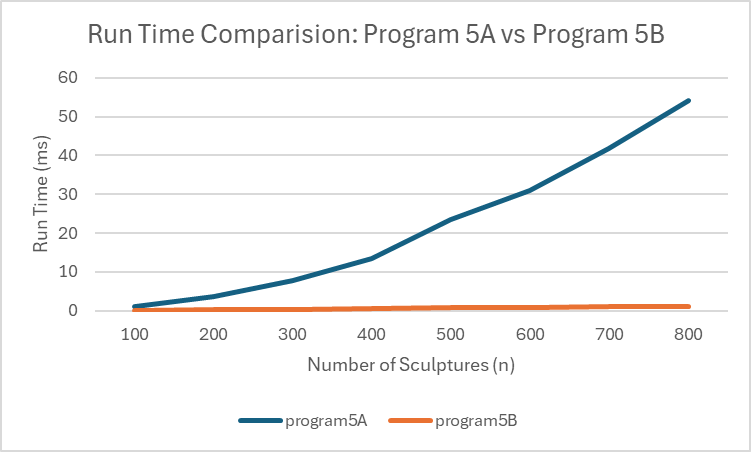 Run Time Comparision: Program 5A vs Program 5B
60
50
40
30
20
10
0
Run Time (ms)
100 200 300 400 500 600 700 800
Number of Sculptures (n)
program5A program5B